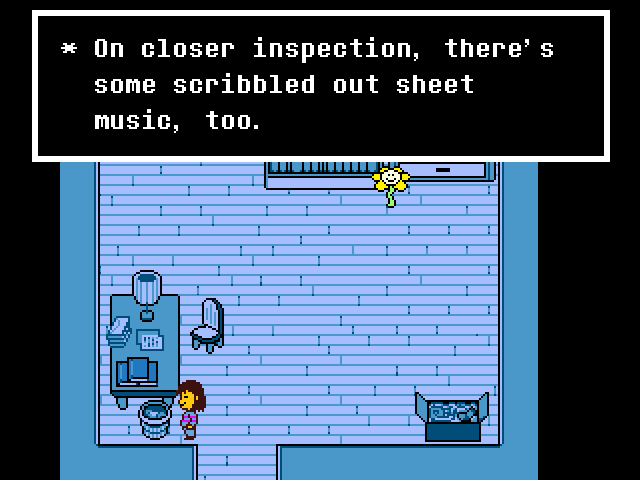 * On closer inspection, there's
some scribbled out sheet
music, too.